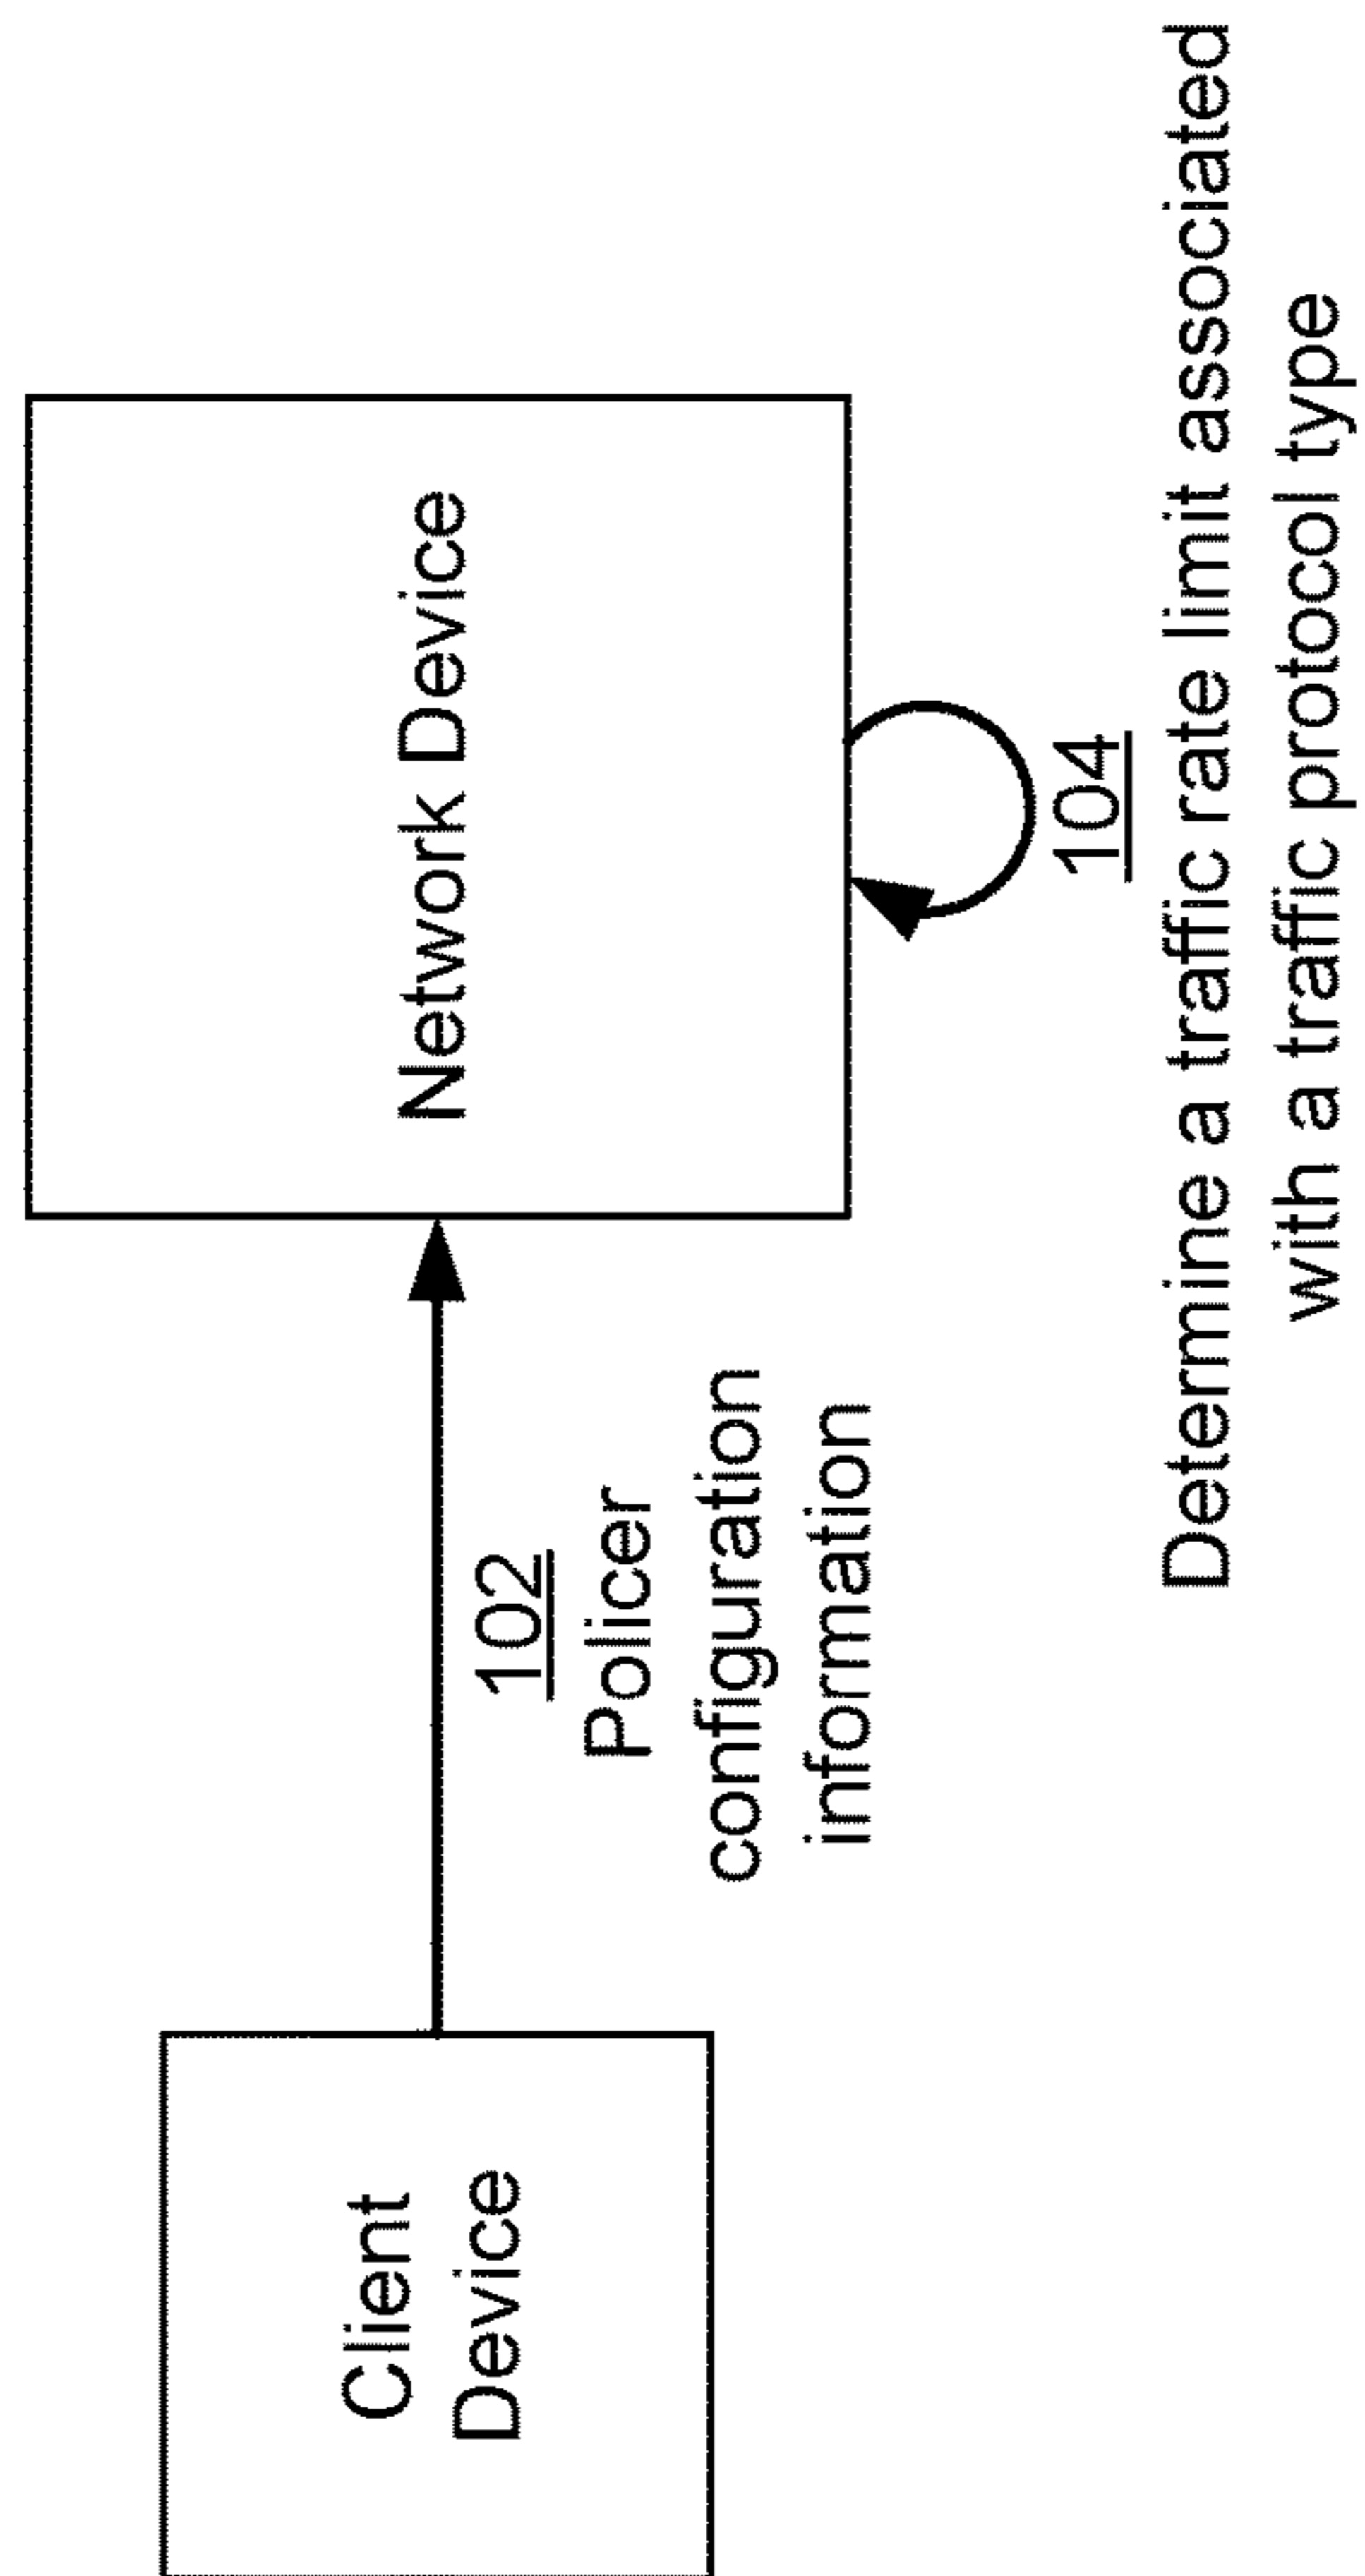 Client
Device
102
Policer
configuration
information
Network Device
104
Determine a traffic rate limit associated
with a traffic protocol type